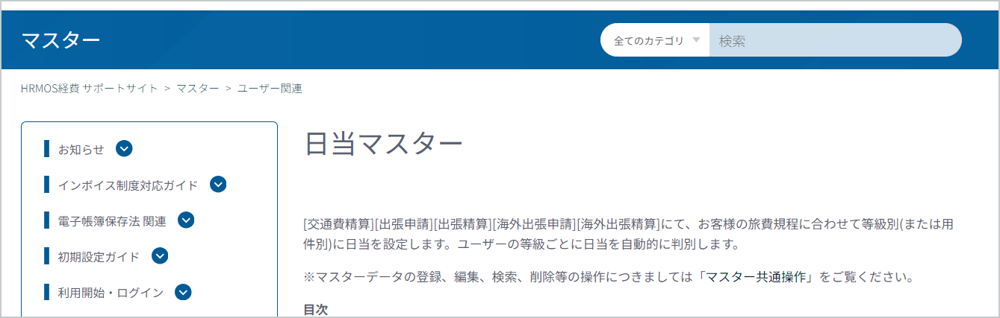 マスター
全てのカテゴリ
検索
HRMOS経費 サポートサイト > マスター > ユーザー関連
お知らせ
インボイス制度対応ガイド
電子帳簿保存法 関連
初期設定ガイド
利用開始・ログイン
日当マスター
[交通費精算][出張申請][出張精算][海外出張申請][海外出張精算]にて、お客様の旅費規程に合わせて等級別(または用
件別)に日当を設定します。ユーザーの等級ごとに日当を自動的に判別します。
※マスターデータの登録、編集、検索、削除等の操作につきましては「マスター共通操作」をご覧ください。
目次